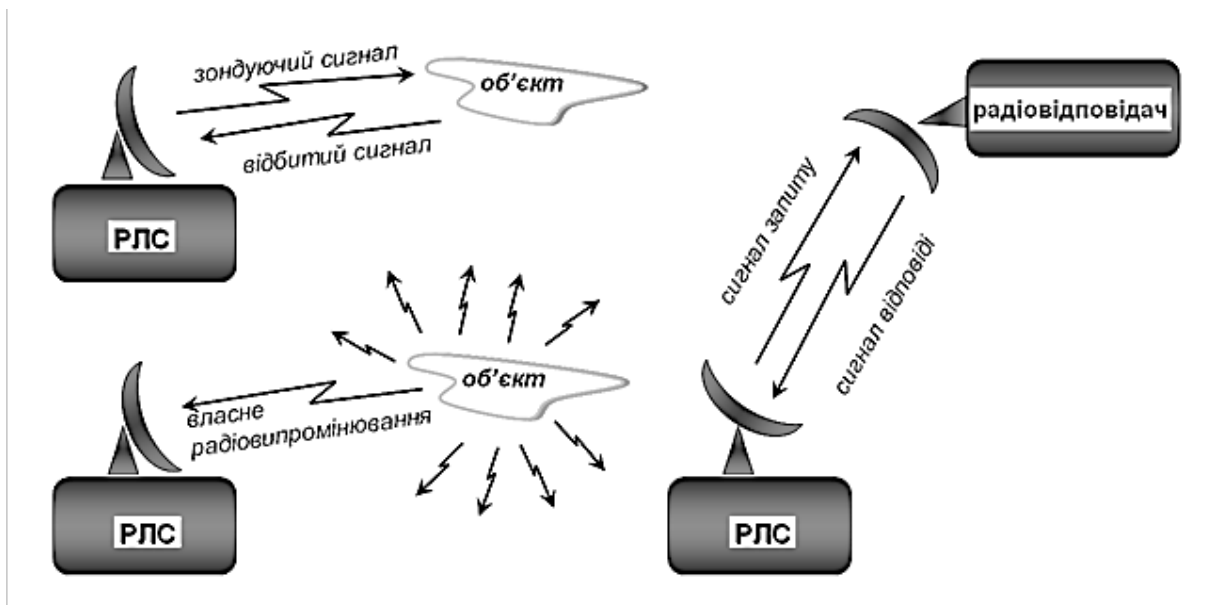 зондуючий сигнал
об'єкт
відбитий сигнал
РЛС
об'єкт
власне
радіовипромінювання
РЛС
радіовідповідач
сигнал запиту
сигнал відповіді
РЛС